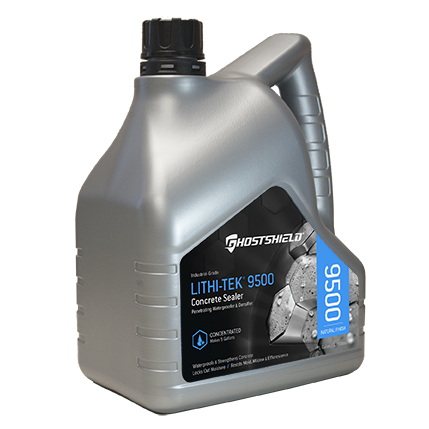 GHOSTSHIELD®
Industrial-Grade
LITHI-TEK® 9500
Concrete Sealer
Penetrating Waterproofer & Densifier
CONCENTRATED
Makes 5 Gallons
Waterproofs & Strengthens Concrete
Locks Out Moisture / Resists Mold, Mildew & Efflorescence
9500
NATURAL FINISH